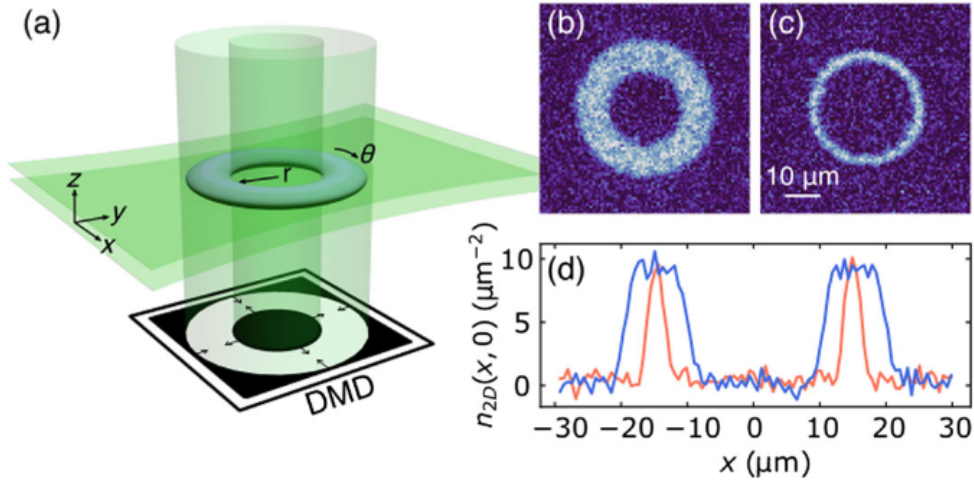 (a)
r
θ
z
y
x
DMD
(b)
(c)
10 μm
(d)
n2D(x, 0) (μm−2)
10
5
0
−30 −20 −10 0 10 20 30
x (μm)